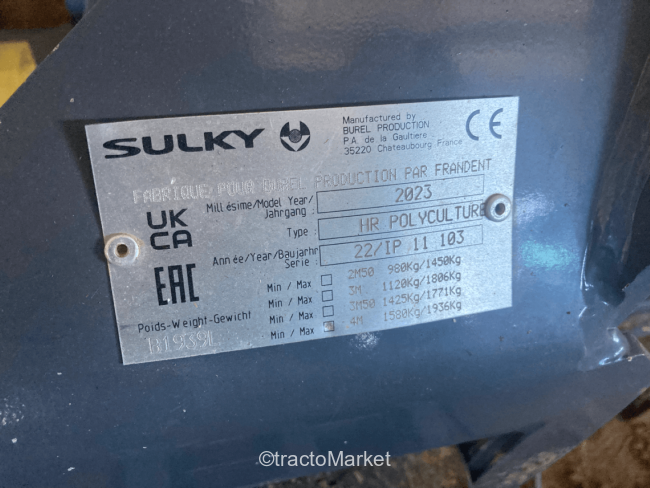 SULKY
Manufactured by
BUREL PRODUCTION
P.A. de la Gaultière
35220 Chateaubourg France
CE
FABRIQUE POUR BUREL PRODUCTION PAR FRANDENT
UK
CA
EAC
Millésime/Model Year/
Jahrgang : 2023
Type : HR POLYCULTURE
Année/Year/Baujahr
Serie : 22/IP 11 103
Min / Max 2M50 980Kg/1450Kg
Min / Max 3M 1120Kg/1806Kg
Min / Max 3M50 1425Kg/1771Kg
Min / Max 4M 1580Kg/1936Kg
Poids-Weight-Gewicht
©tractoMarket